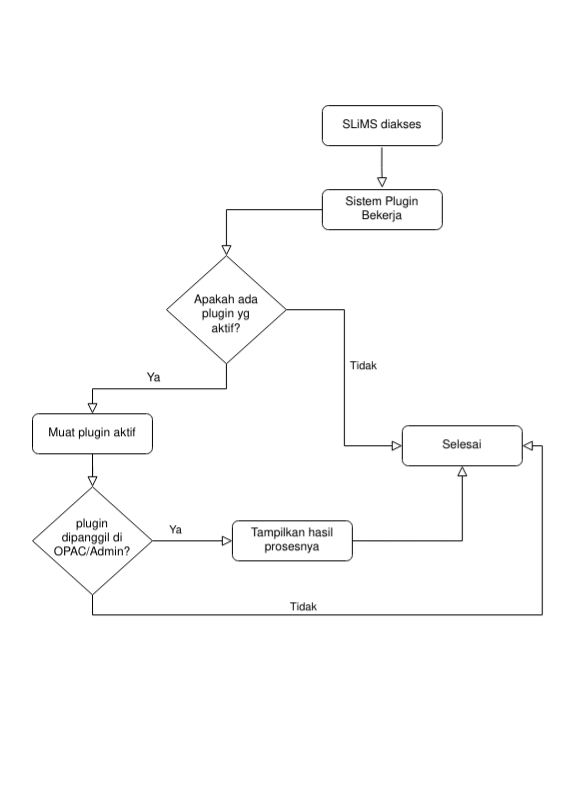 SLiMS diakses
Sistem Plugin
Bekerja
Apakah ada
plugin yg
aktif?
Tidak
Ya
Muat plugin aktif
Selesai
plugin
dipanggil di
OPAC/Admin?
Ya
Tampilkan hasil
prosesnya
Tidak